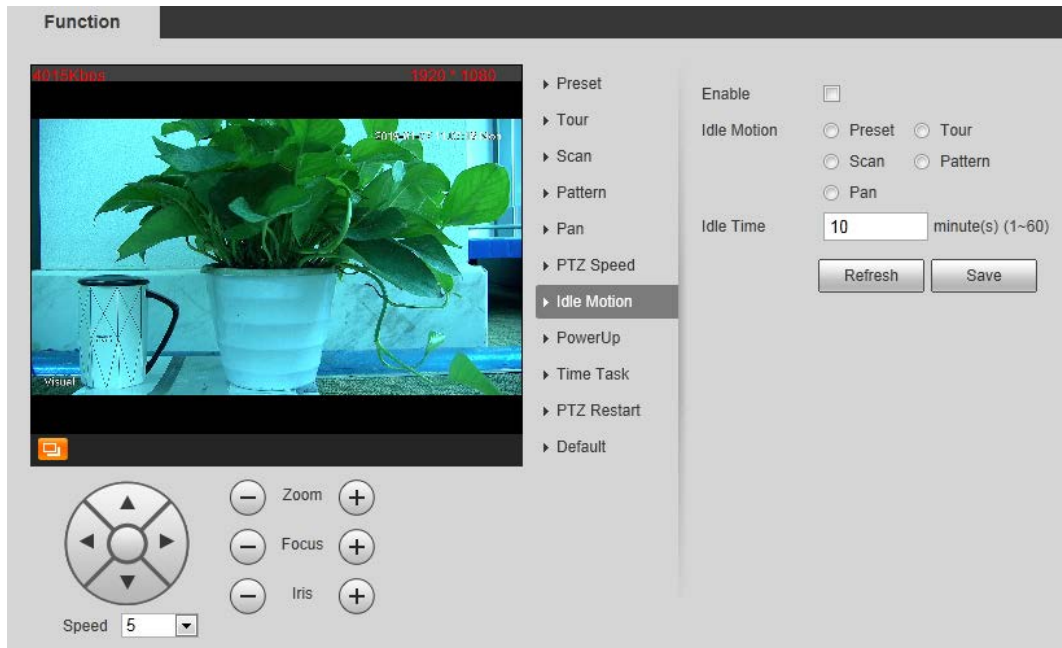 Function
4015Kbps 1920 * 1080
Visuel
Zoom
Focus
Iris
Speed 5
Preset
Tour
Scan
Pattern
Pan
PTZ Speed
Idle Motion
PowerUp
Time Task
PTZ Restart
Default
Enable
Idle Motion Preset Tour
Scan Pattern
Pan
Idle Time 10 minute(s) (1~60)
Refresh Save